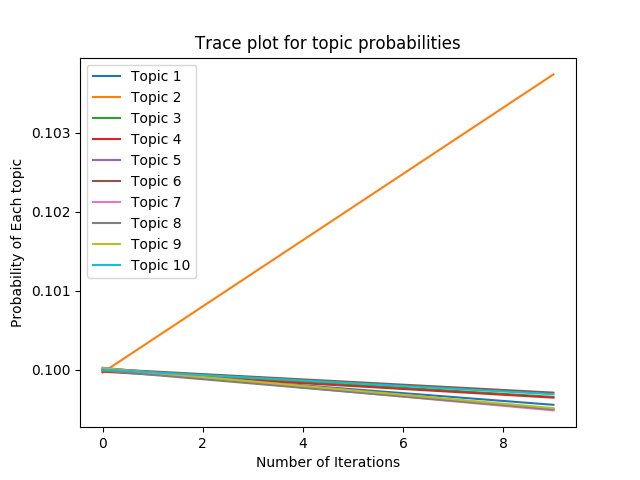 Trace plot for topic probabilities
Topic 1
Topic 2
Topic 3
Topic 4
Topic 5
Topic 6
Topic 7
Topic 8
Topic 9
Topic 10
Probability of Each topic
0.103
0.102
0.101
0.100
0 2 4 6 8
Number of Iterations